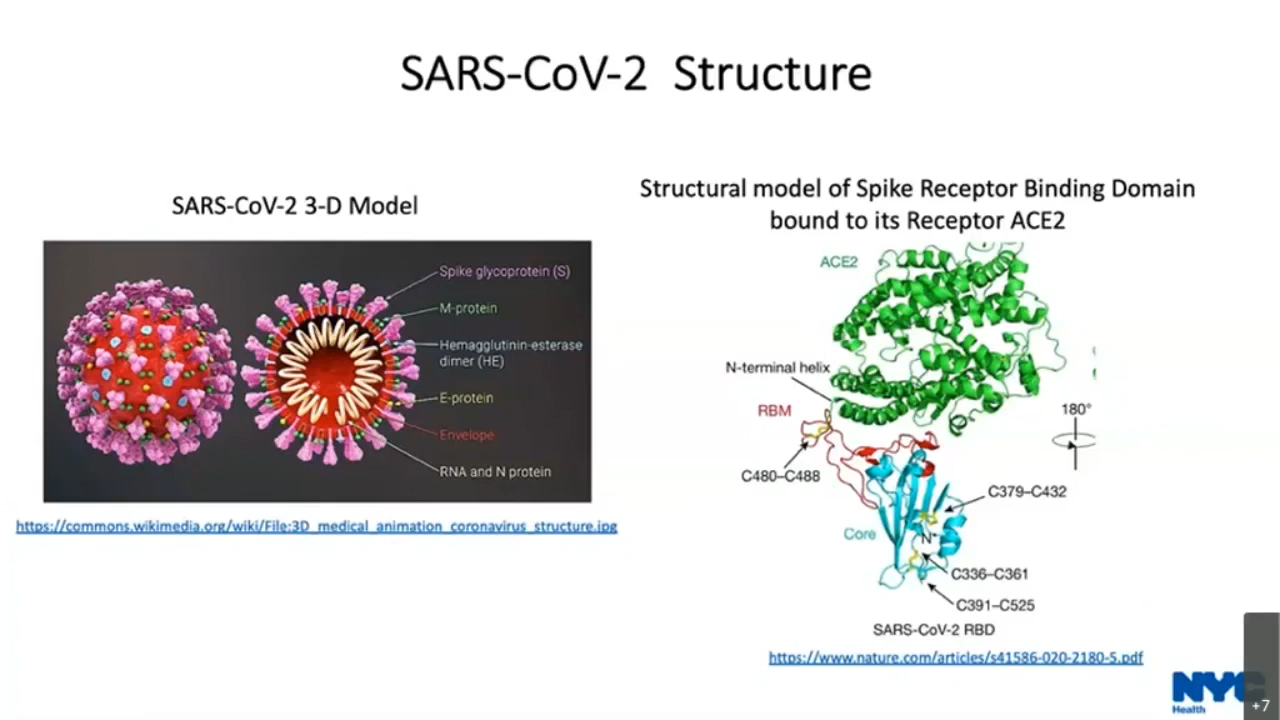 SARS-CoV-2 Structure
SARS-CoV-2 3-D Model
Spike glycoprotein (S)
M-protein
Hemagglutinin-esterase
dimer (HE)
E-protein
Envelope
RNA and N protein
https://commons.wikimedia.org/wiki/File:3D_medical_animation_coronavirus_structure.jpg
Structural model of Spike Receptor Binding Domain
bound to its Receptor ACE2
ACE2
N-terminal helix
RBM
180°
C480–C488
C379–C432
Core
N
C336–C361
C391–C525
SARS-CoV-2 RBD
https://www.nature.com/articles/s41586-020-2180-5.pdf
NYC
Health
+7